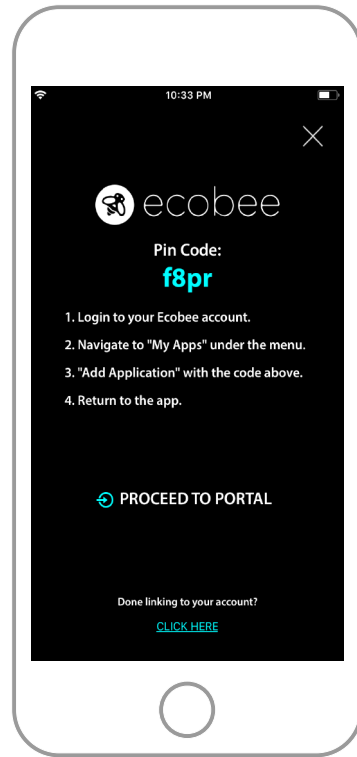 10:33 PM
ecobee
Pin Code:
f8pr
1. Login to your Ecobee account.
2. Navigate to "My Apps" under the menu.
3. "Add Application" with the code above.
4. Return to the app.
PROCEED TO PORTAL
Done linking to your account?
CLICK HERE